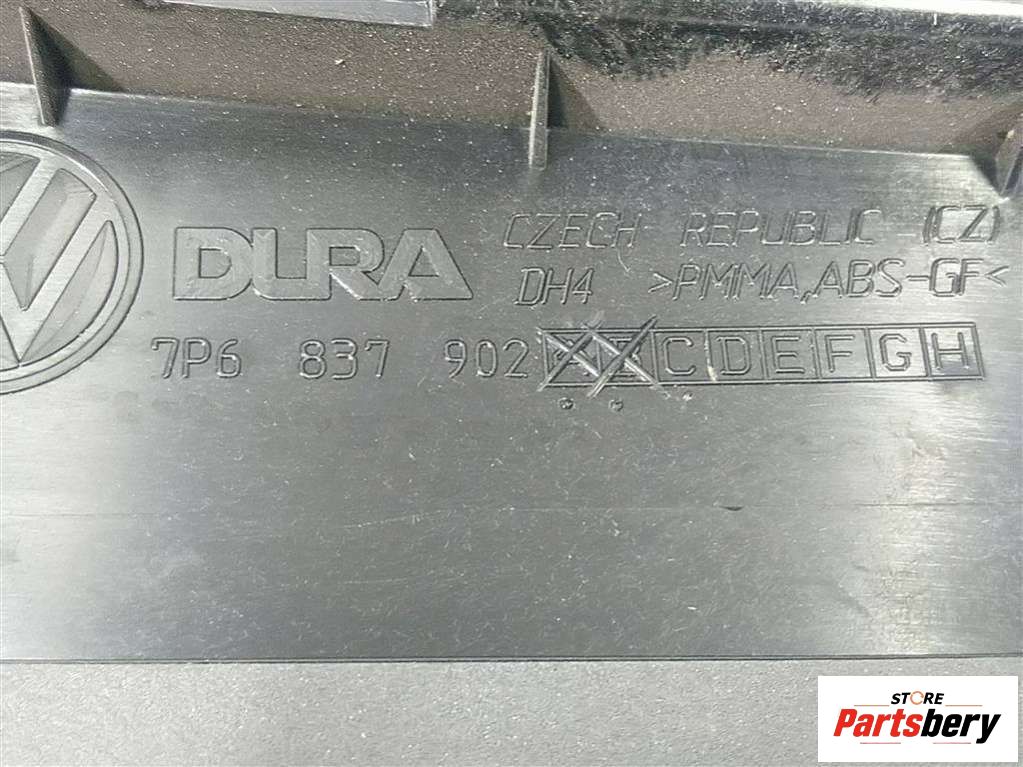 DURA
CZECH REPUBLIC (CZ)
DH4 >PMMA,ABS-GF<
7P6 837 902 A B C D E F G H
STORE
Partsbery